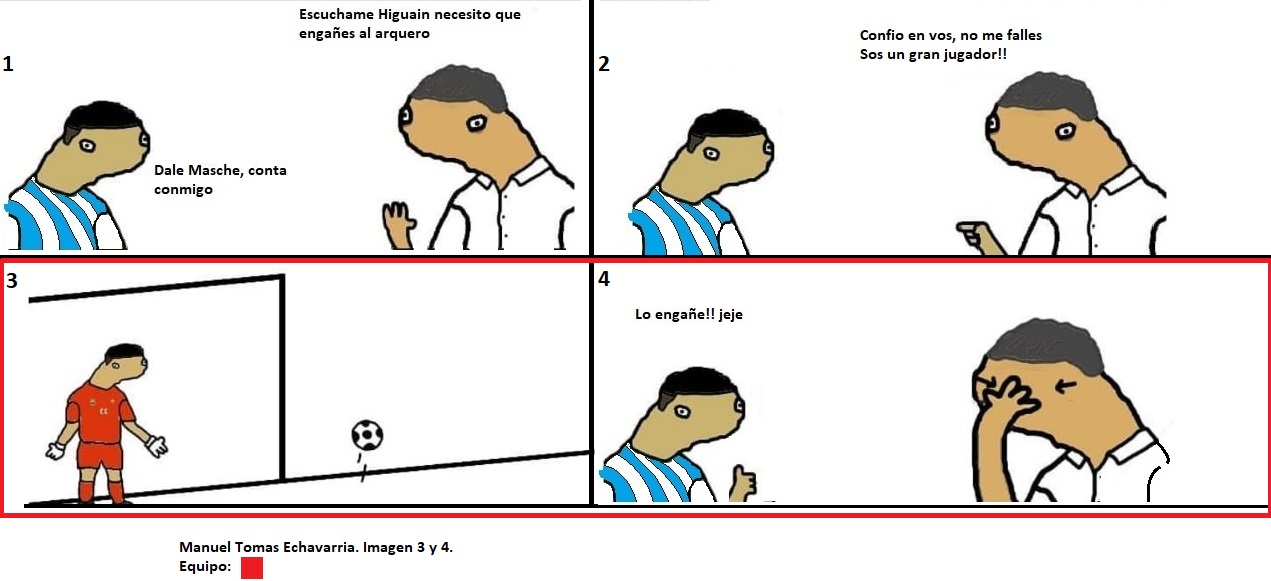 1
Escuchame Higuain necesito que
engañes al arquero
Dale Masche, conta
conmigo
2
Confio en vos, no me falles
Sos un gran jugador!!
3
4
Lo engañe!! jeje
Manuel Tomas Echavarria. Imagen 3 y 4.
Equipo: